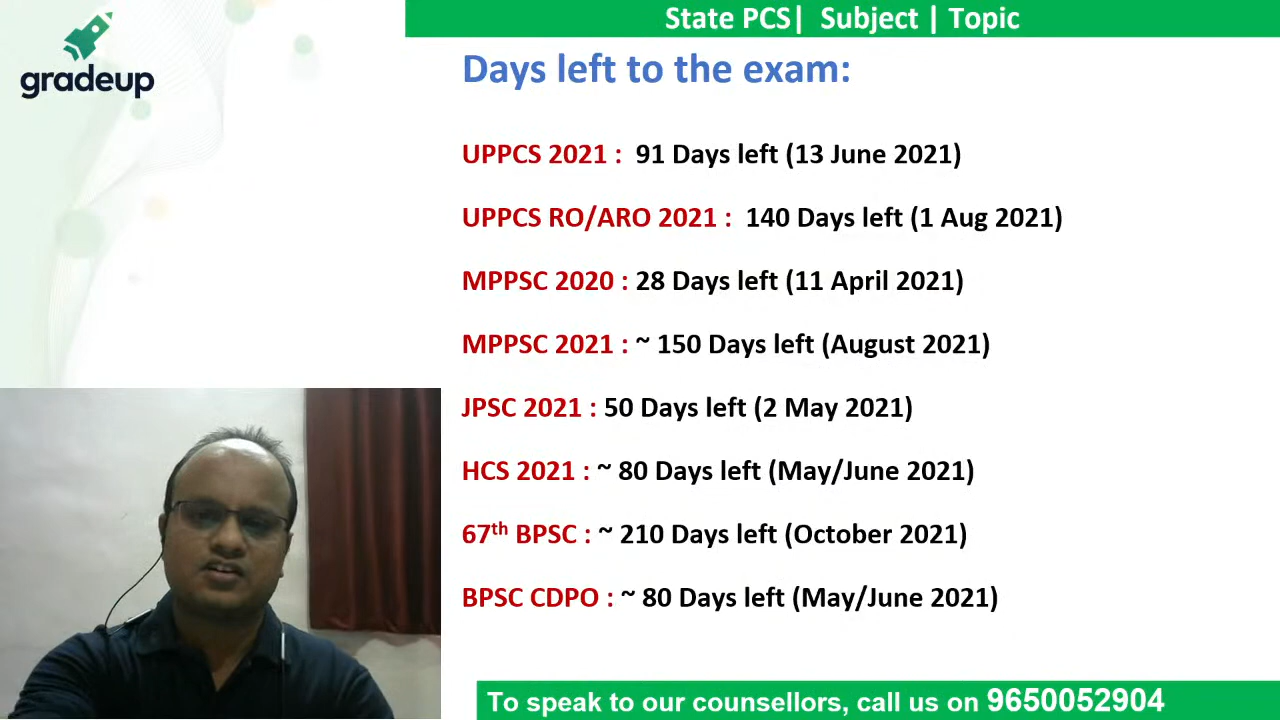 gradeup
State PCS| Subject | Topic
Days left to the exam:
UPPCS 2021 : 91 Days left (13 June 2021)
UPPCS RO/ARO 2021 : 140 Days left (1 Aug 2021)
MPPSC 2020 : 28 Days left (11 April 2021)
MPPSC 2021 : ~ 150 Days left (August 2021)
JPSC 2021 : 50 Days left (2 May 2021)
HCS 2021 : ~ 80 Days left (May/June 2021)
67th BPSC : ~ 210 Days left (October 2021)
BPSC CDPO : ~ 80 Days left (May/June 2021)
To speak to our counsellors, call us on 9650052904